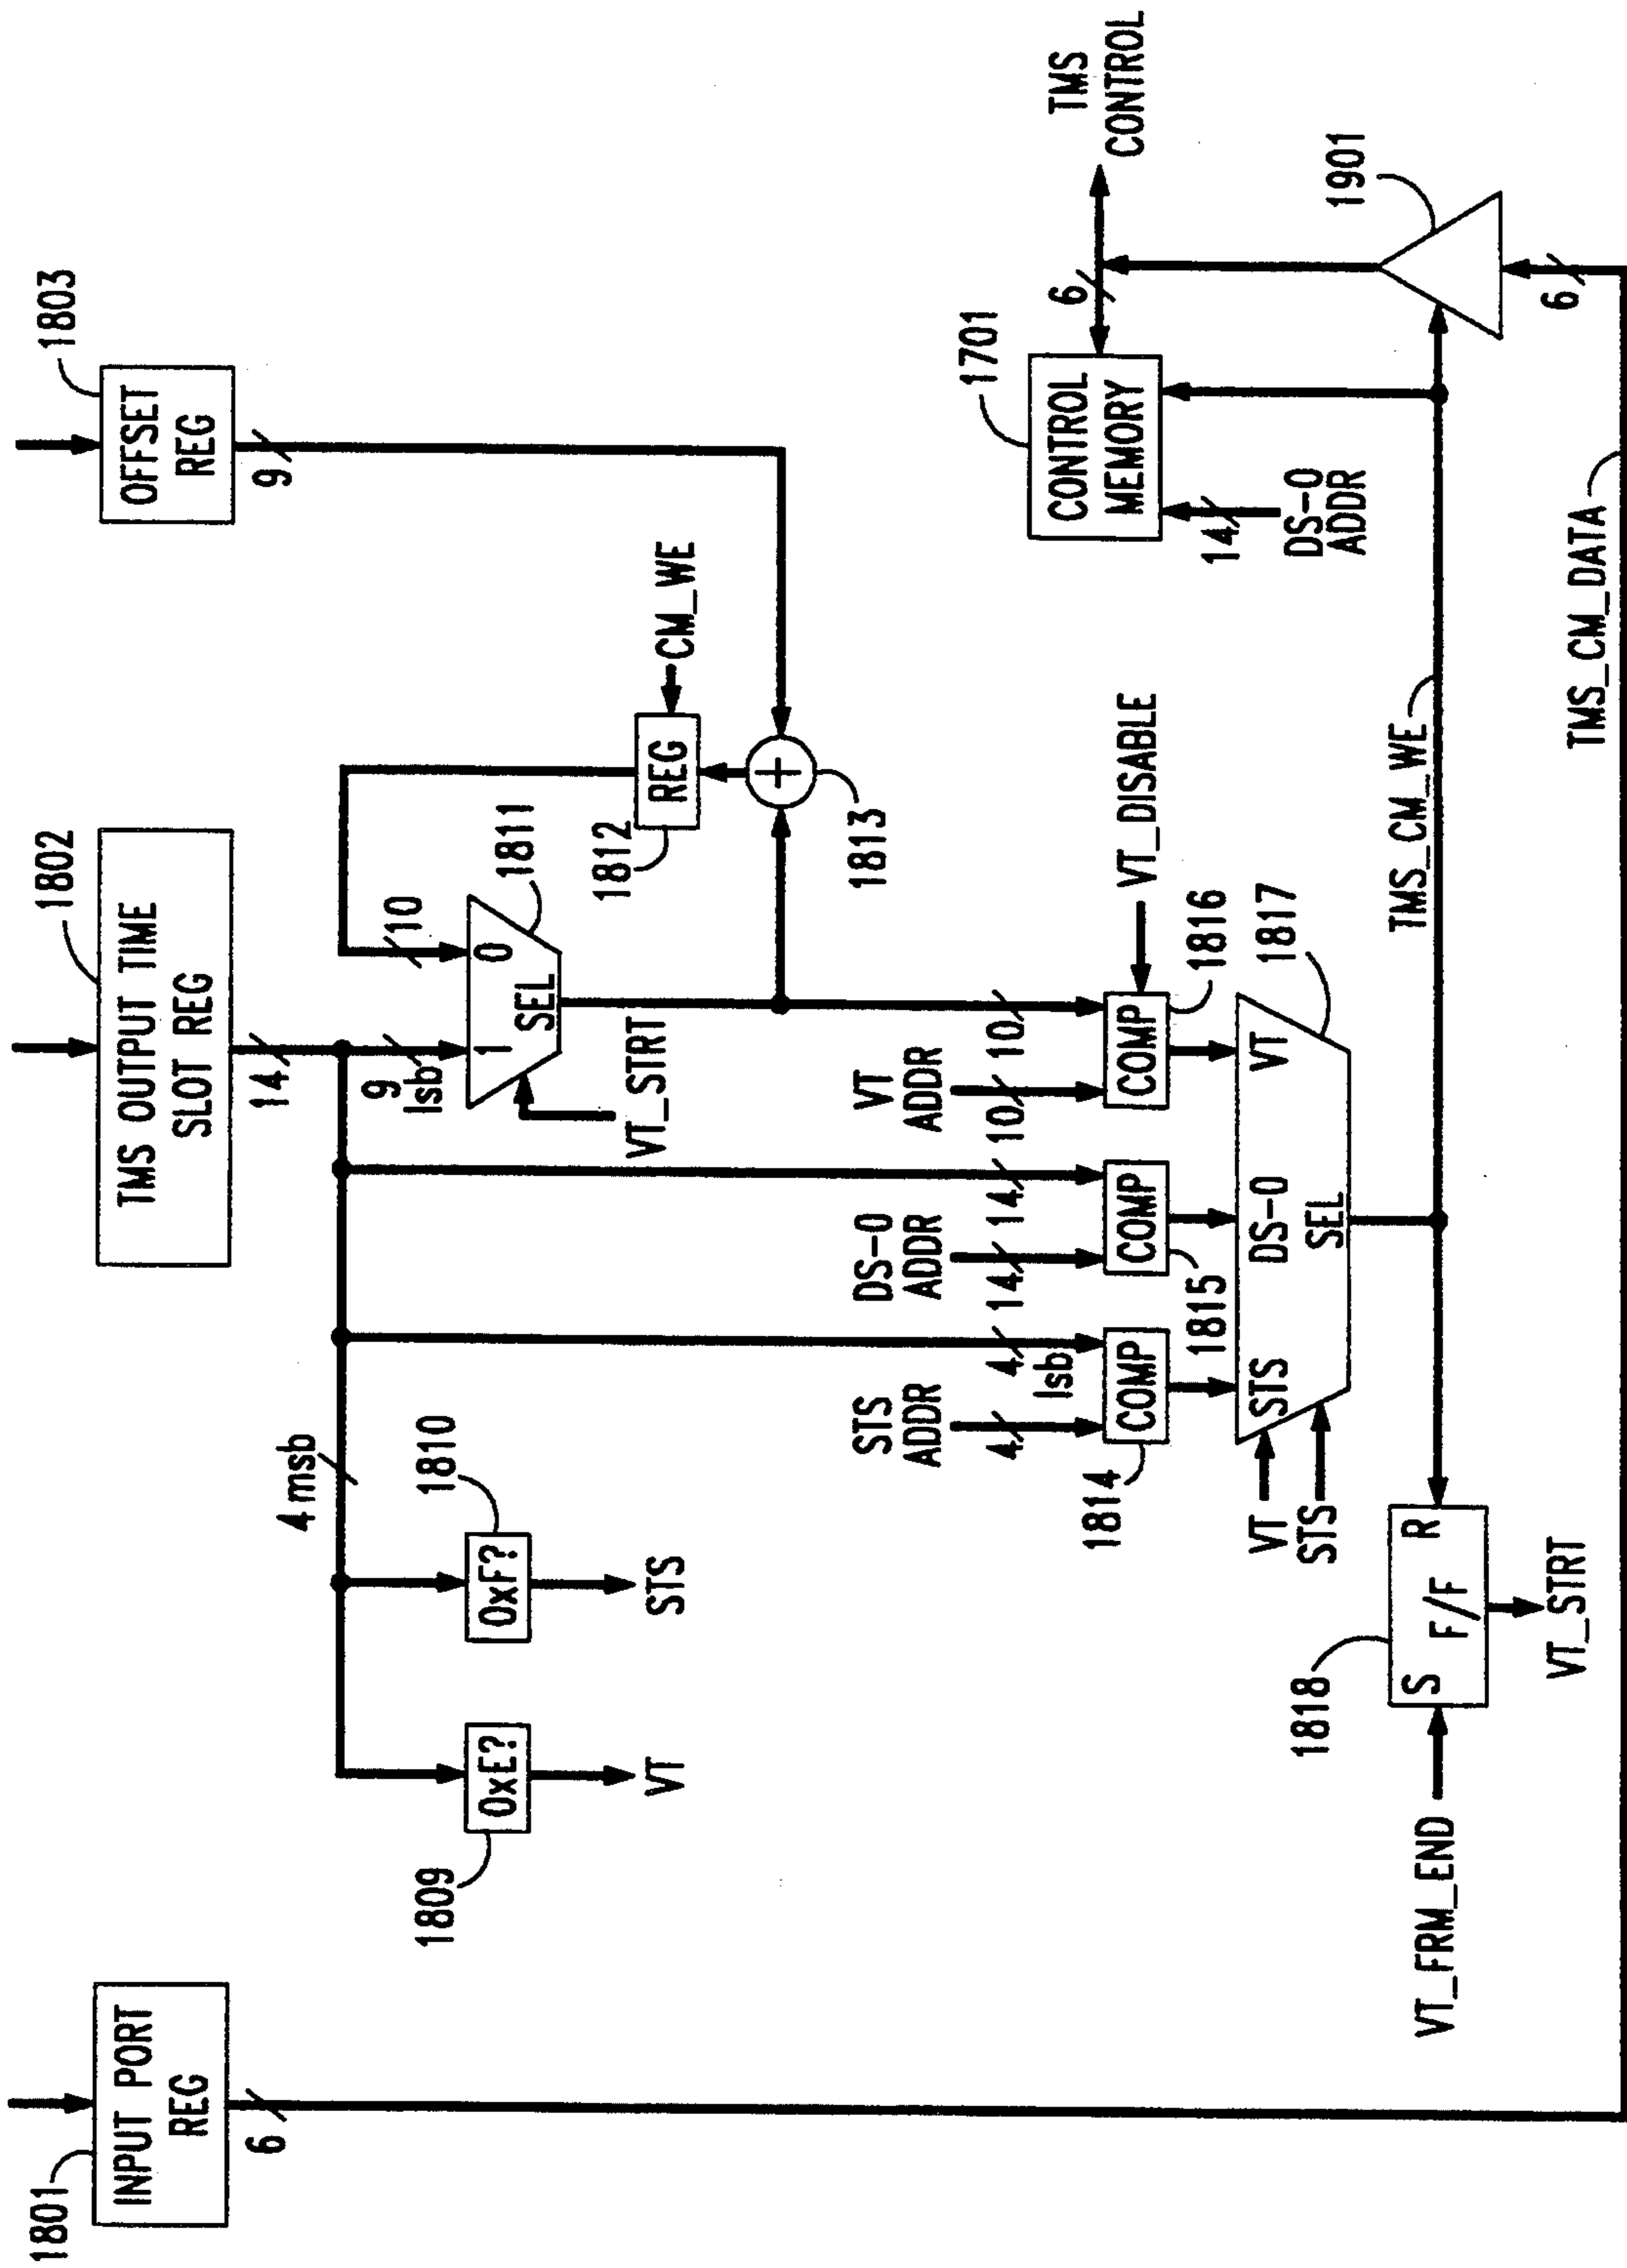 1801
INPUT PORT
REG
6
1802
TMS OUTPUT TIME
SLOT REG
14
1803
OFFSET
REG
9
4 msb
1809
0xE?
VT
1810
0xF?
STS
9
lsb
10
1811
1
0
SEL
VT_STRT
1812
REG
CM_WE
1813
STS
ADDR
4
4
lsb
DS-0
ADDR
14
14
VT
ADDR
10
10
VT_DISABLE
1814
COMP
1815
COMP
1816
COMP
1817
STS
DS-0
VT
SEL
VT
STS
1818
S
R
F/F
VT_FRM_END
VT_STRT
1701
CONTROL
MEMORY
14
DS-0
ADDR
6
TMS
CONTROL
1901
6
TMS_CM_WE
TMS_CM_DATA